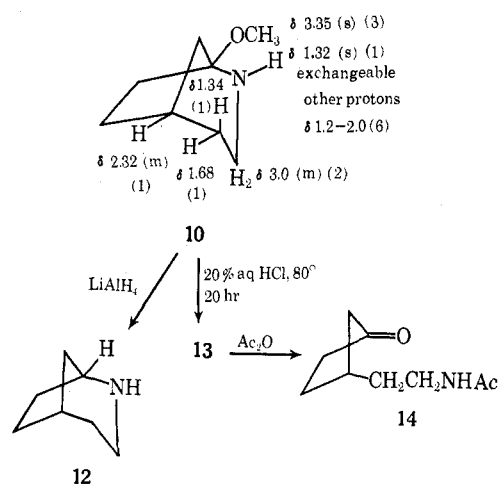 δ 3.35 (s) (3)
OCH₃
δ 1.32 (s) (1)
H
N
exchangeable
δ1.34
(1)
H
other protons
δ 1.2–2.0 (6)
H
H
δ 2.32 (m)
(1)
δ 1.68
(1)
H₂ δ 3.0 (m) (2)
10
LiAlH₄
20% aq HCl, 80°
20 hr
H
NH
13
Ac₂O
O
CH₂CH₂NHAc
12
14